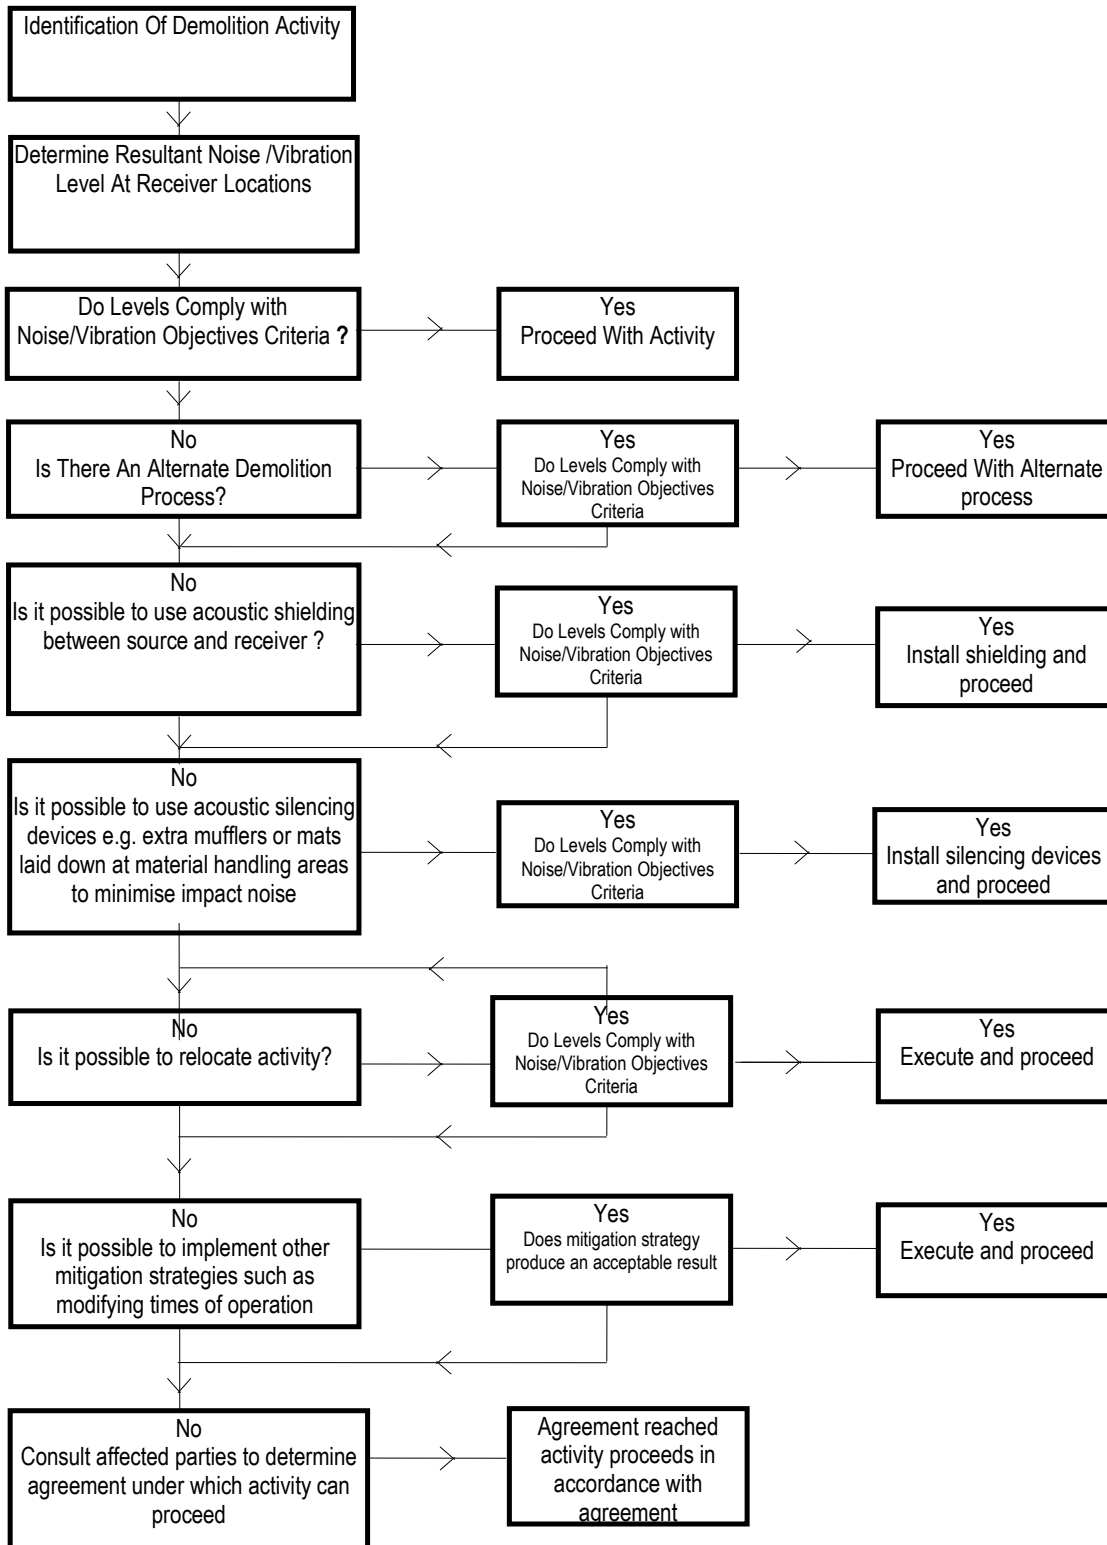 Identification Of Demolition Activity
Determine Resultant Noise /Vibration
Level At Receiver Locations
Do Levels Comply with
Noise/Vibration Objectives Criteria ?
Yes
Proceed With Activity
No
Is There An Alternate Demolition
Process?
Yes
Do Levels Comply with
Noise/Vibration Objectives
Criteria
Yes
Proceed With Alternate
process
No
Is it possible to use acoustic shielding
between source and receiver ?
Yes
Do Levels Comply with
Noise/Vibration Objectives
Criteria
Yes
Install shielding and
proceed
No
Is it possible to use acoustic silencing
devices e.g. extra mufflers or mats
laid down at material handling areas
to minimise impact noise
Yes
Do Levels Comply with
Noise/Vibration Objectives
Criteria
Yes
Install silencing devices
and proceed
No
Is it possible to relocate activity?
Yes
Do Levels Comply with
Noise/Vibration Objectives
Criteria
Yes
Execute and proceed
No
Is it possible to implement other
mitigation strategies such as
modifying times of operation
Yes
Does mitigation strategy
produce an acceptable result
Yes
Execute and proceed
No
Consult affected parties to determine
agreement under which activity can
proceed
Agreement reached
activity proceeds in
accordance with
agreement